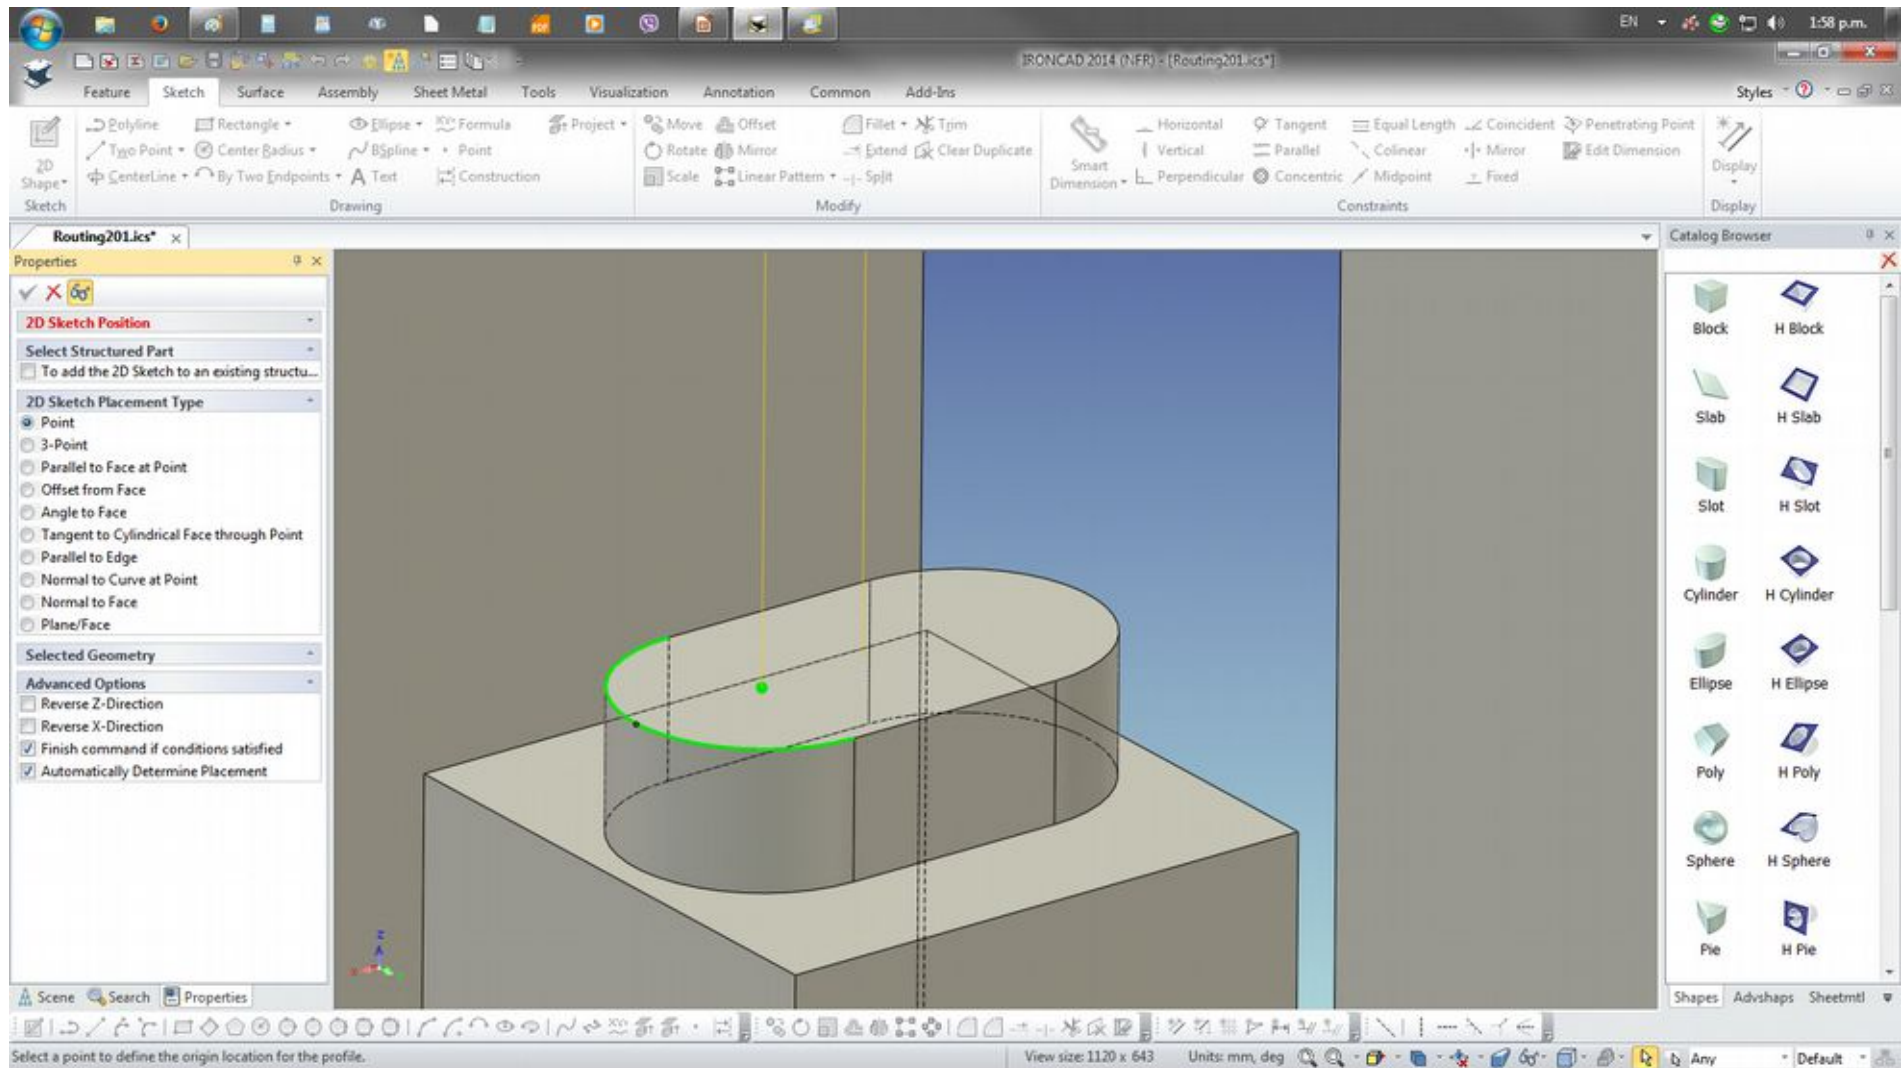 EN 1:58 p.m.
IRONCAD 2014 (NFR) - [Routing201.ics*]
Feature Sketch Surface Assembly Sheet Metal Tools Visualization Annotation Common Add-Ins Styles
Polyline Rectangle Ellipse Formula Project Move Offset Fillet Trim Horizontal Tangent Equal Length Coincident Penetrating Point
Two Point Center Radius BSpline Point Rotate Mirror Extend Clear Duplicate Vertical Parallel Colinear Mirror Edit Dimension
2D Shape CenterLine By Two Endpoints Text Construction Scale Linear Pattern Split Smart Dimension Perpendicular Concentric Midpoint Fixed Display
Sketch Drawing Modify Constraints Display
Routing201.ics* Catalog Browser
Properties
2D Sketch Position
Select Structured Part
To add the 2D Sketch to an existing structu...
2D Sketch Placement Type
Point
3-Point
Parallel to Face at Point
Offset from Face
Angle to Face
Tangent to Cylindrical Face through Point
Parallel to Edge
Normal to Curve at Point
Normal to Face
Plane/Face
Selected Geometry
Advanced Options
Reverse Z-Direction
Reverse X-Direction
Finish command if conditions satisfied
Automatically Determine Placement
Block H Block
Slab H Slab
Slot H Slot
Cylinder H Cylinder
Ellipse H Ellipse
Poly H Poly
Sphere H Sphere
Pie H Pie
Z
Scene Search Properties Shapes Advshaps Sheetmtl
Select a point to define the origin location for the profile. View size: 1120 x 643 Units: mm, deg Any Default